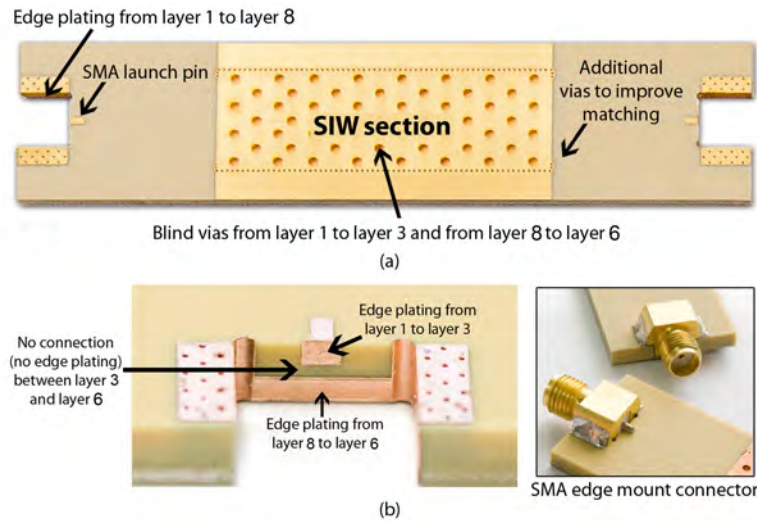 Edge plating from layer 1 to layer 8
SMA launch pin
SIW section
Additional
vias to improve
matching
Blind vias from layer 1 to layer 3 and from layer 8 to layer 6
(a)
Edge plating from
layer 1 to layer 3
No connection
(no edge plating)
between layer 3
and layer 6
Edge plating from
layer 8 to layer 6
SMA edge mount connector
(b)